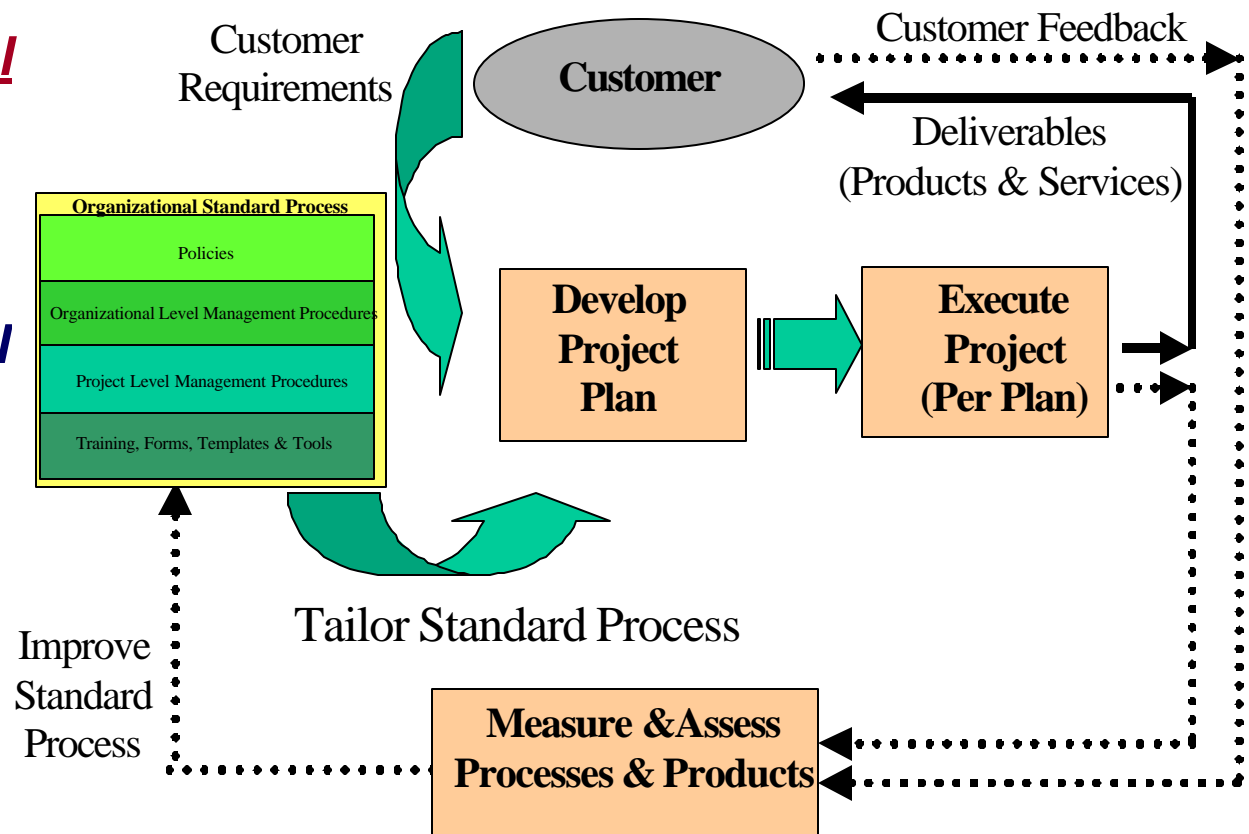 Customer
Requirements
Customer
Customer Feedback
Deliverables
(Products & Services)
Organizational Standard Process
Policies
Organizational Level Management Procedures
Project Level Management Procedures
Training, Forms, Templates & Tools
Develop
Project
Plan
Execute
Project
(Per Plan)
Tailor Standard Process
Improve
Standard
Process
Measure &Assess
Processes & Products